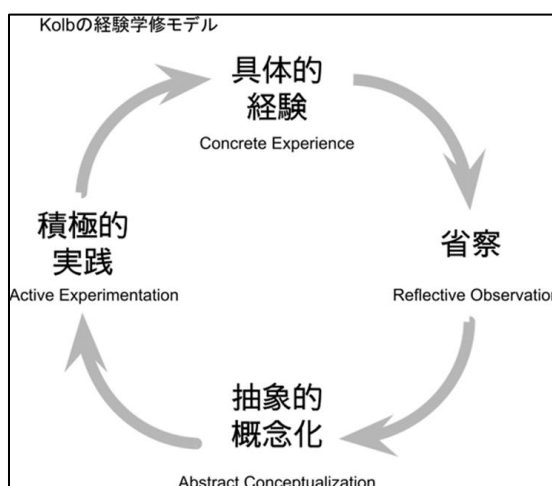 Kolbの経験学修モデル
具体的
経験
Concrete Experience
省察
Reflective Observation
抽象的
概念化
Abstract Conceptualization
積極的
実践
Active Experimentation